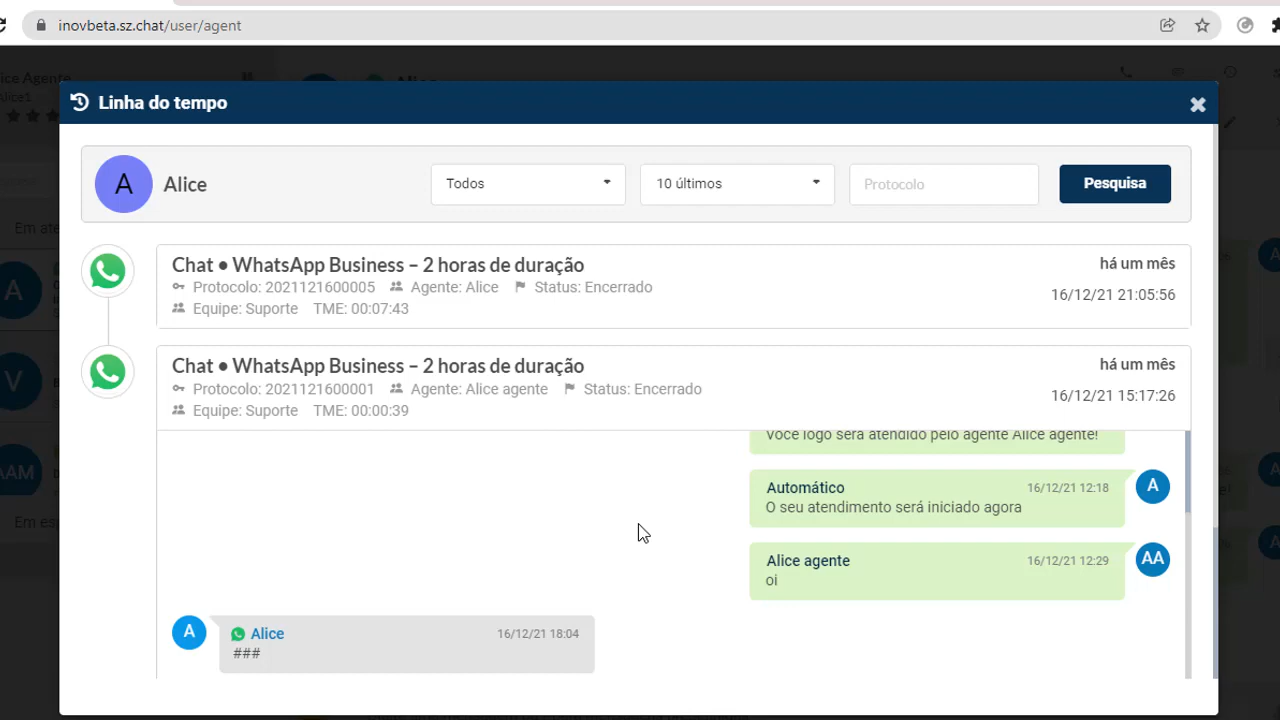 inovbeta.sz.chat/user/agent
Alice
Linha do tempo
A
Alice
Todos
10 últimos
Protocolo
Pesquisa
Chat ● WhatsApp Business – 2 horas de duração
há um mês
Protocolo: 2021121600005 Agente: Alice Status: Encerrado
16/12/21 21:05:56
Equipe: Suporte TME: 00:07:43
Chat ● WhatsApp Business – 2 horas de duração
há um mês
Protocolo: 2021121600001 Agente: Alice agente Status: Encerrado
16/12/21 15:17:26
Equipe: Suporte TME: 00:00:39
Você logo será atendido pelo agente Alice agente!
Automático 16/12/21 12:18
A
O seu atendimento será iniciado agora
Alice agente 16/12/21 12:29
AA
oi
A
Alice 16/12/21 18:04
###
A
V
AAM